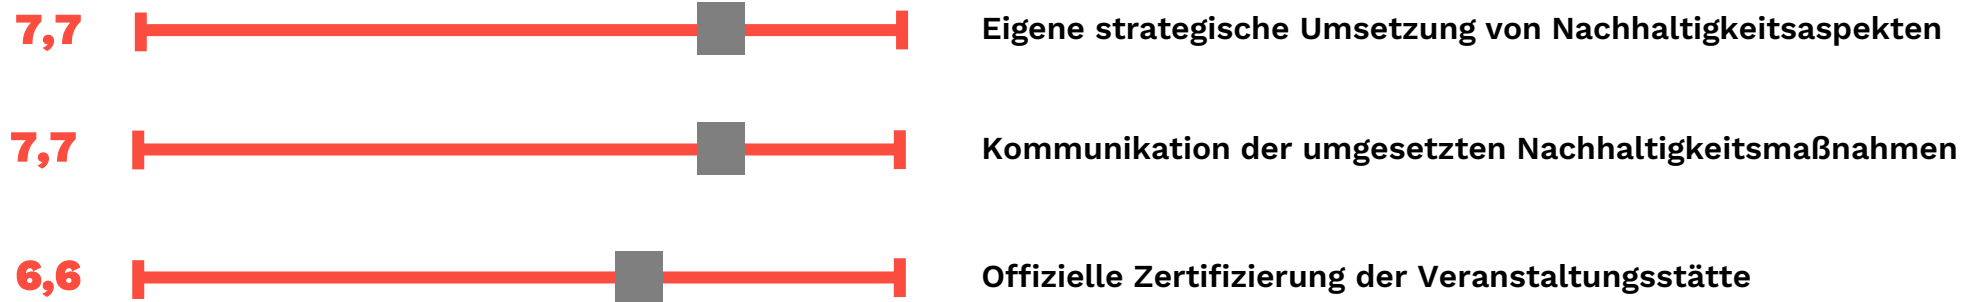 7,7 Eigene strategische Umsetzung von Nachhaltigkeitsaspekten
7,7 Kommunikation der umgesetzten Nachhaltigkeitsmaßnahmen
6,6 Offizielle Zertifizierung der Veranstaltungsstätte